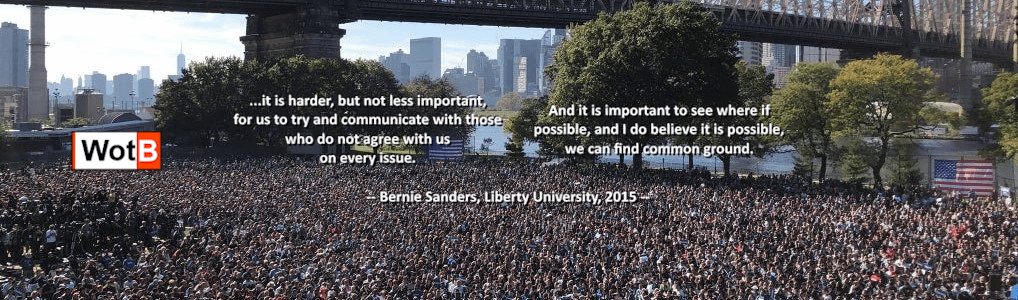 ...it is harder, but not less important,
for us to try and communicate with those
who do not agree with us
on every issue.
And it is important to see where if
possible, and I do believe it is possible,
we can find common ground.
WotB
-- Bernie Sanders, Liberty University, 2015 --